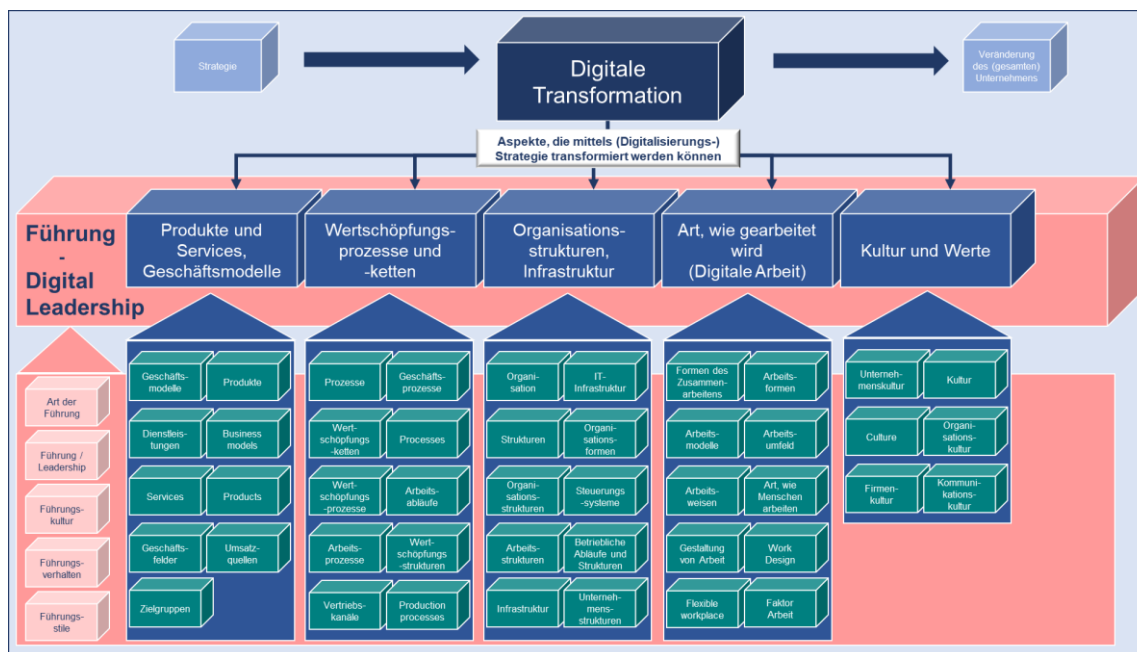 Strategie
Digitale
Transformation
Veränderung
des (gesamten)
Unternehmens
Aspekte, die mittels (Digitalisierungs-)
Strategie transformiert werden können
Führung
-
Digital
Leadership
Produkte und
Services,
Geschäftsmodelle
Wertschöpfungs-
prozesse und
-ketten
Organisations-
strukturen,
Infrastruktur
Art, wie gearbeitet
wird
(Digitale Arbeit)
Kultur und Werte
Art der
Führung
Führung /
Leadership
Führungs-
kultur
Führungs-
verhalten
Führungs-
stile
Geschäfts-
modelle
Produkte
Dienstleis-
tungen
Business
models
Services
Products
Geschäfts-
felder
Umsatz-
quellen
Zielgruppen
Prozesse
Geschäfts-
prozesse
Wert-
schöpfungs
-ketten
Processes
Wert-
schöpfungs
-prozesse
Arbeits-
abläufe
Arbeits-
prozesse
Wert-
schöpfungs
-strukturen
Vertriebs-
kanäle
Production
processes
Organi-
sation
IT-
Infrastruktur
Strukturen
Organi-
sations-
formen
Organi-
sations-
strukturen
Steuerungs
-systeme
Arbeits-
strukturen
Betriebliche
Abläufe und
Strukturen
Infrastruktur
Unterneh-
mens-
strukturen
Formen des
Zusammen-
arbeitens
Arbeits-
formen
Arbeits-
modelle
Arbeits-
umfeld
Arbeits-
weisen
Art, wie
Menschen
arbeiten
Gestaltung
von Arbeit
Work
Design
Flexible
workplace
Faktor
Arbeit
Unterneh-
menskultur
Kultur
Culture
Organi-
sations-
kultur
Firmen-
kultur
Kommuni-
kations-
kultur